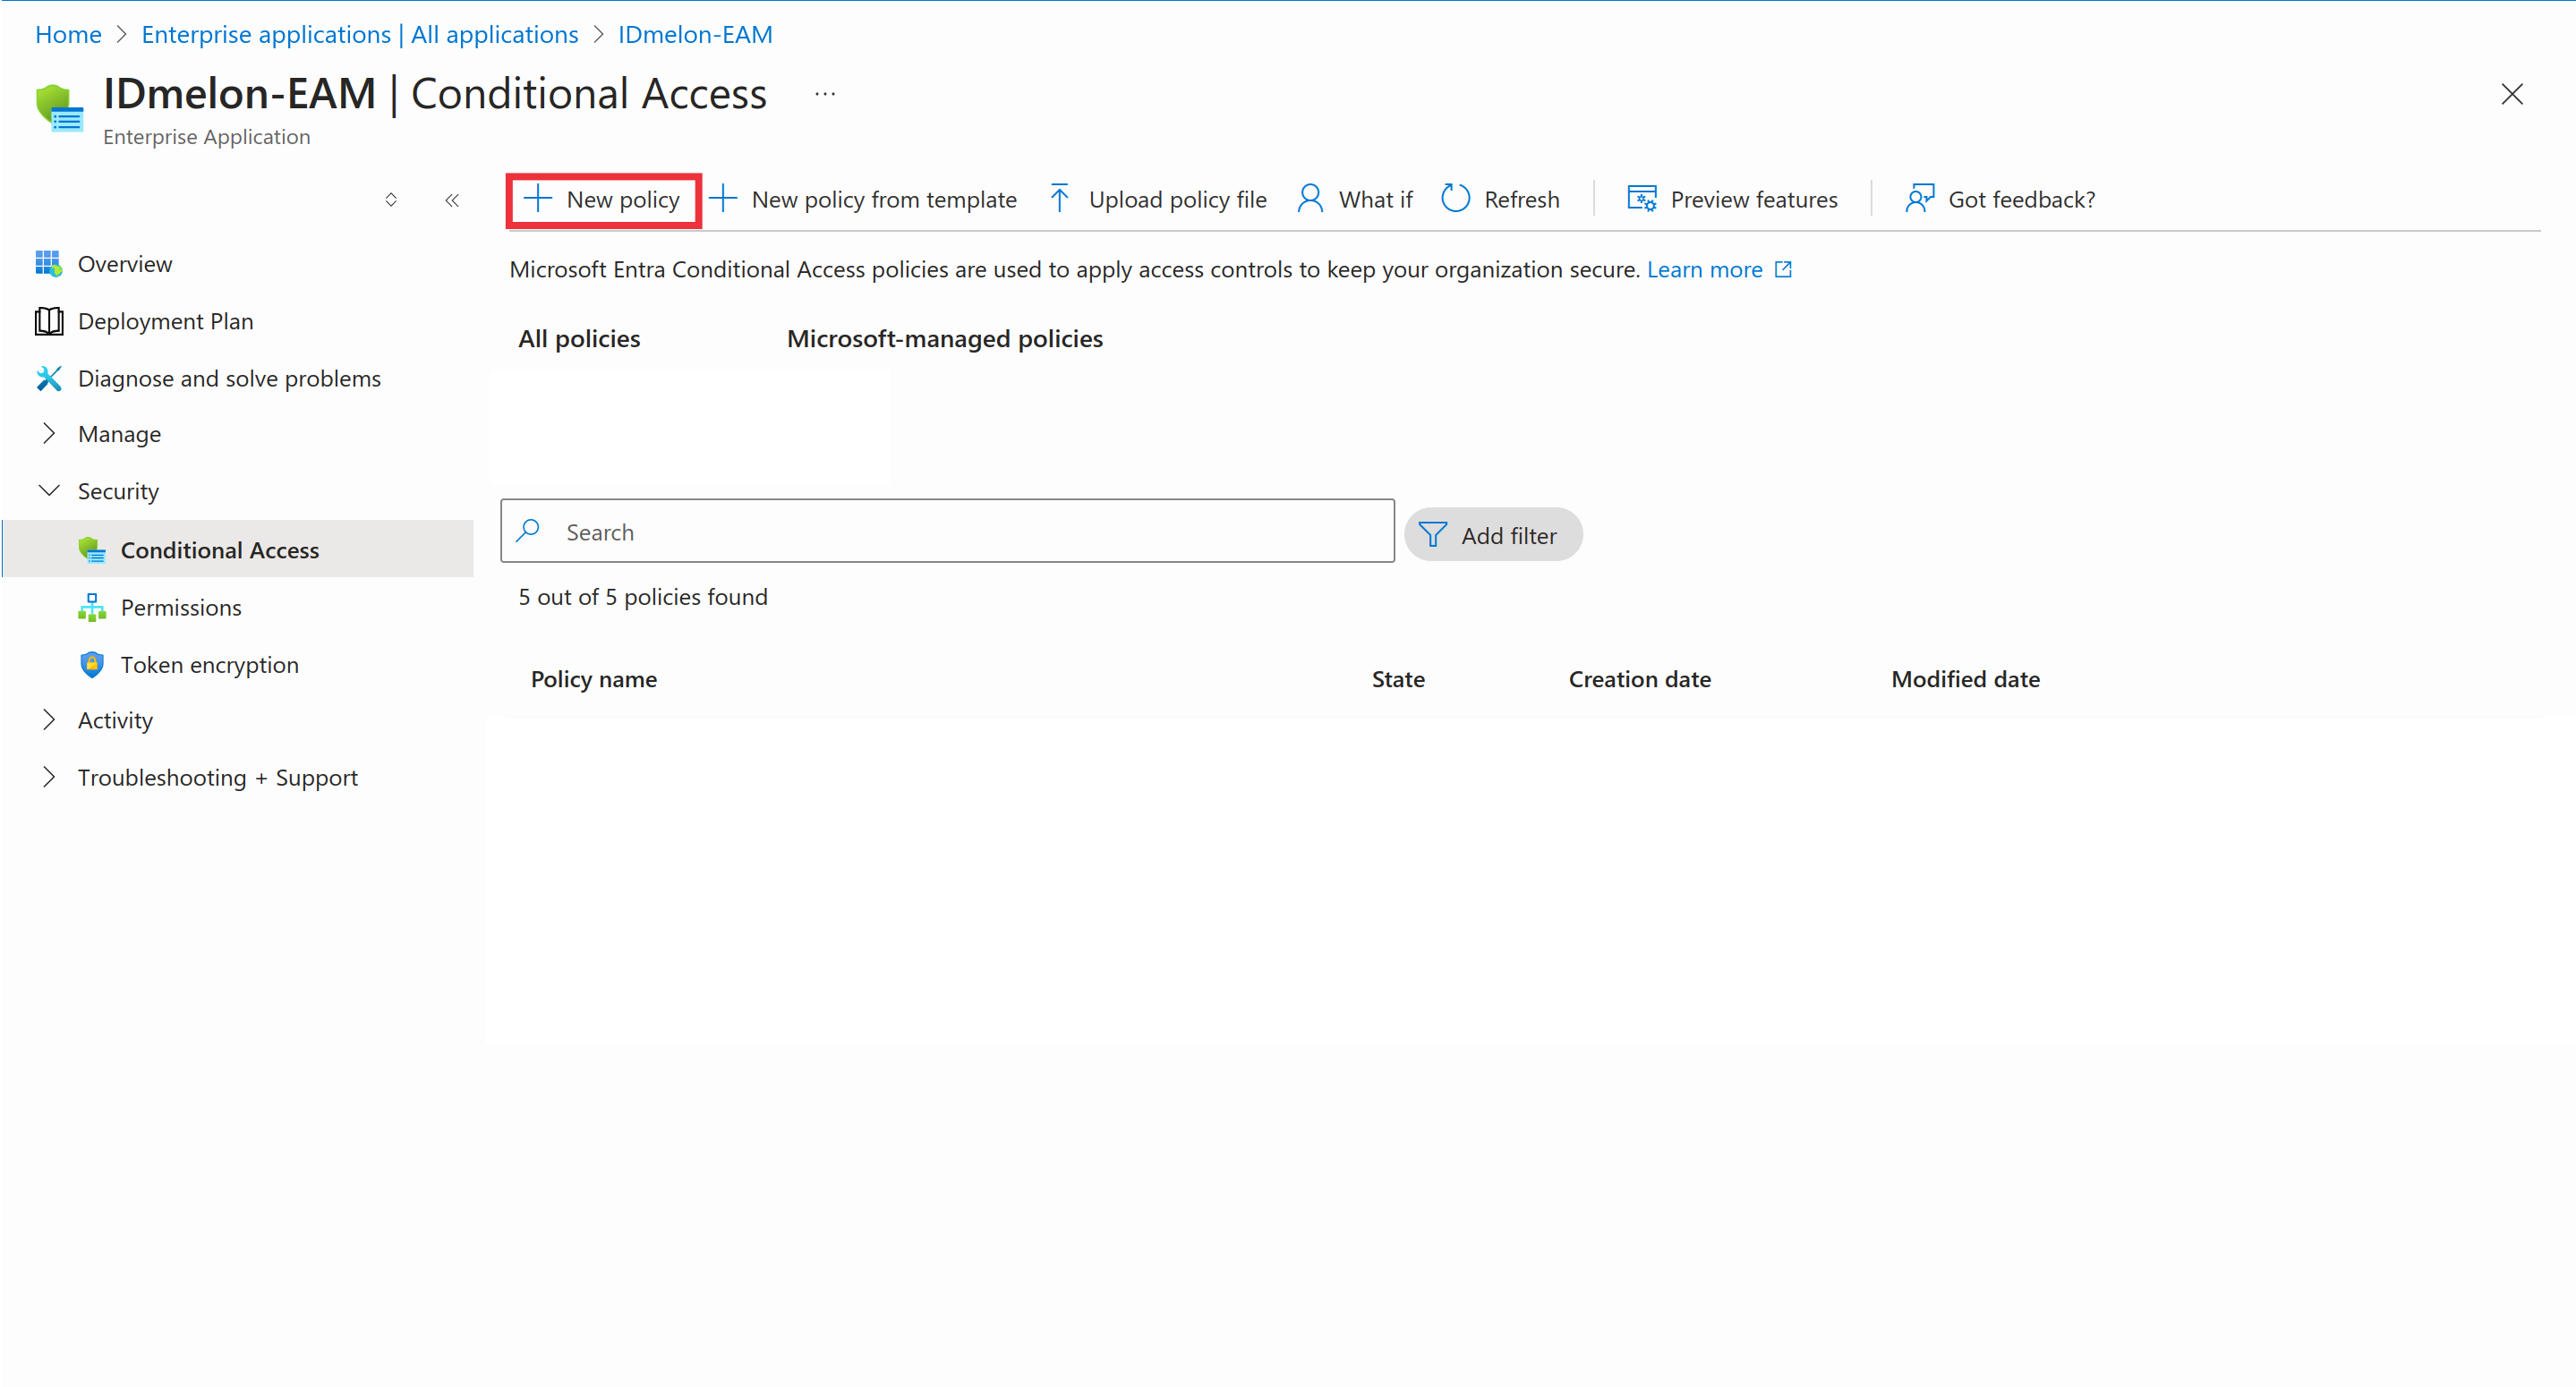 Home > Enterprise applications | All applications > IDmelon-EAM
IDmelon-EAM | Conditional Access ...
Enterprise Application
New policy
New policy from template
Upload policy file
What if
Refresh
Preview features
Got feedback?
Overview
Deployment Plan
Diagnose and solve problems
Manage
Security
Conditional Access
Permissions
Token encryption
Activity
Troubleshooting + Support
Microsoft Entra Conditional Access policies are used to apply access controls to keep your organization secure. Learn more
All policies
Microsoft-managed policies
Search
Add filter
5 out of 5 policies found
Policy name
State
Creation date
Modified date